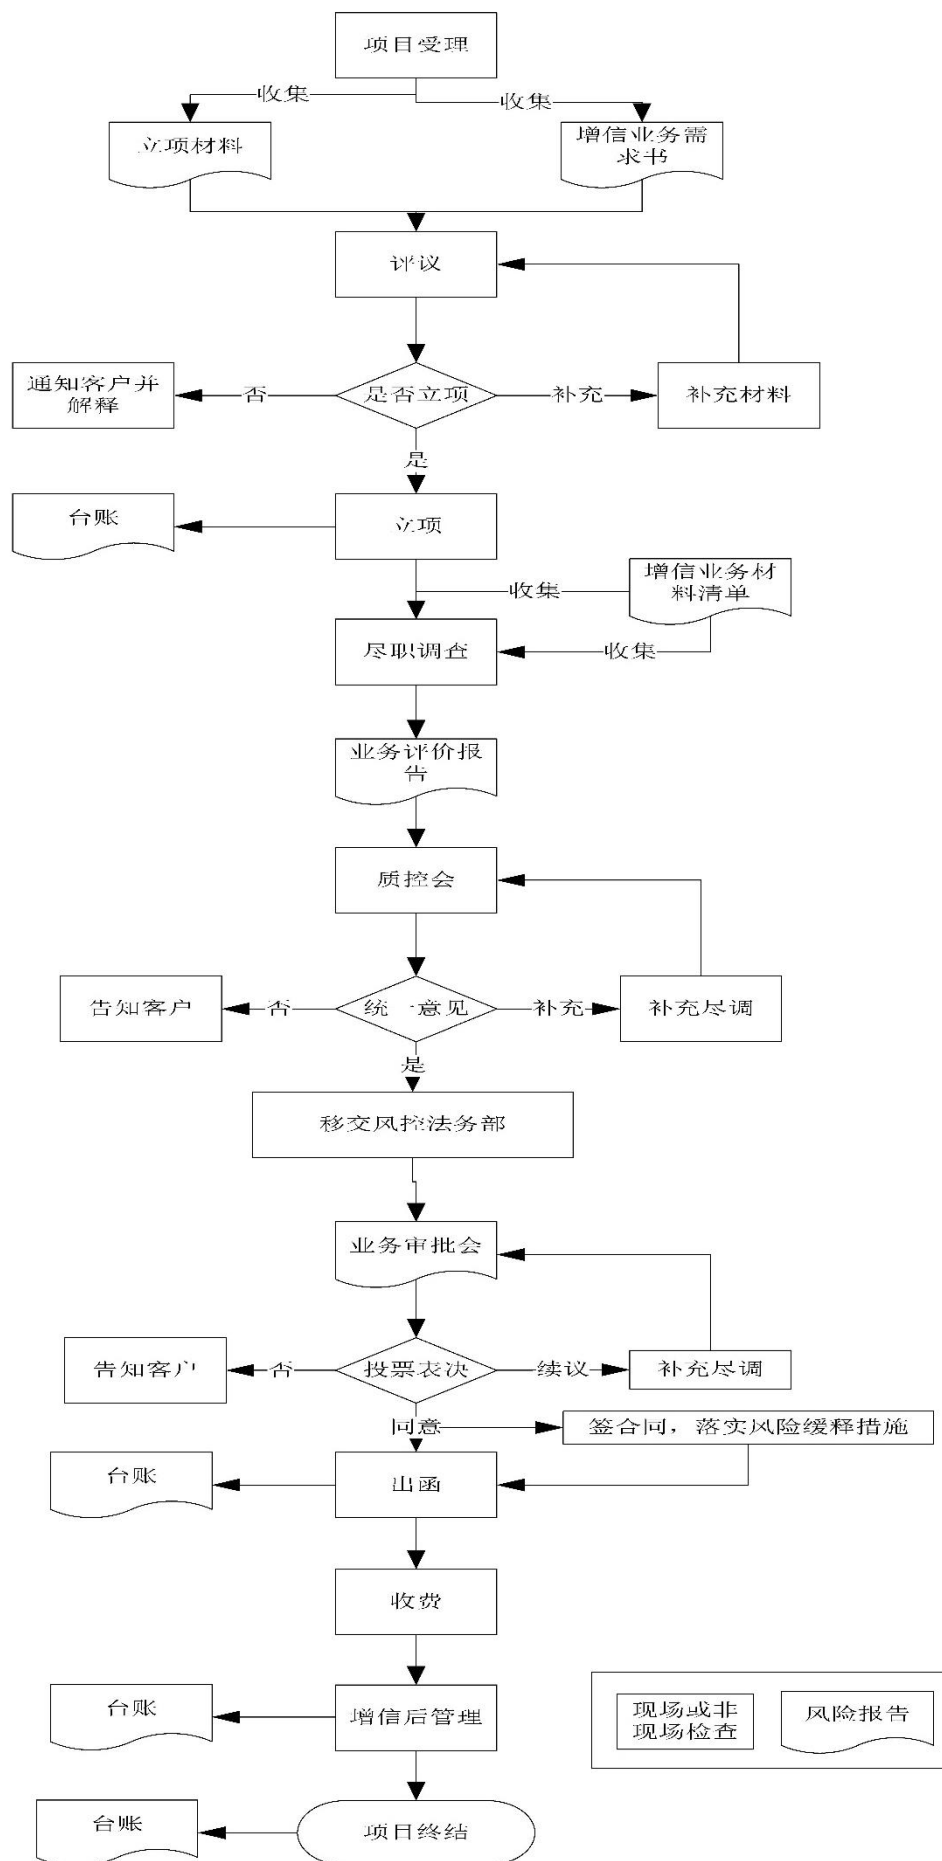 项目受理
收集
收集
立项材料
增信业务需
求书
评议
通知客户并
解释
否
是否立项
补充
补充材料
是
台账
立项
增信业务材
料清单
收集
尽职调查
收集
业务评价报
告
质控会
告知客户
否
统一意见
补充
补充尽调
是
移交风控法务部
业务审批会
告知客户
否
投票表决
续议
补充尽调
同意
签合同，落实风险缓释措施
台账
出函
收费
台账
增信后管理
现场或非
现场检查
风险报告
台账
项目终结